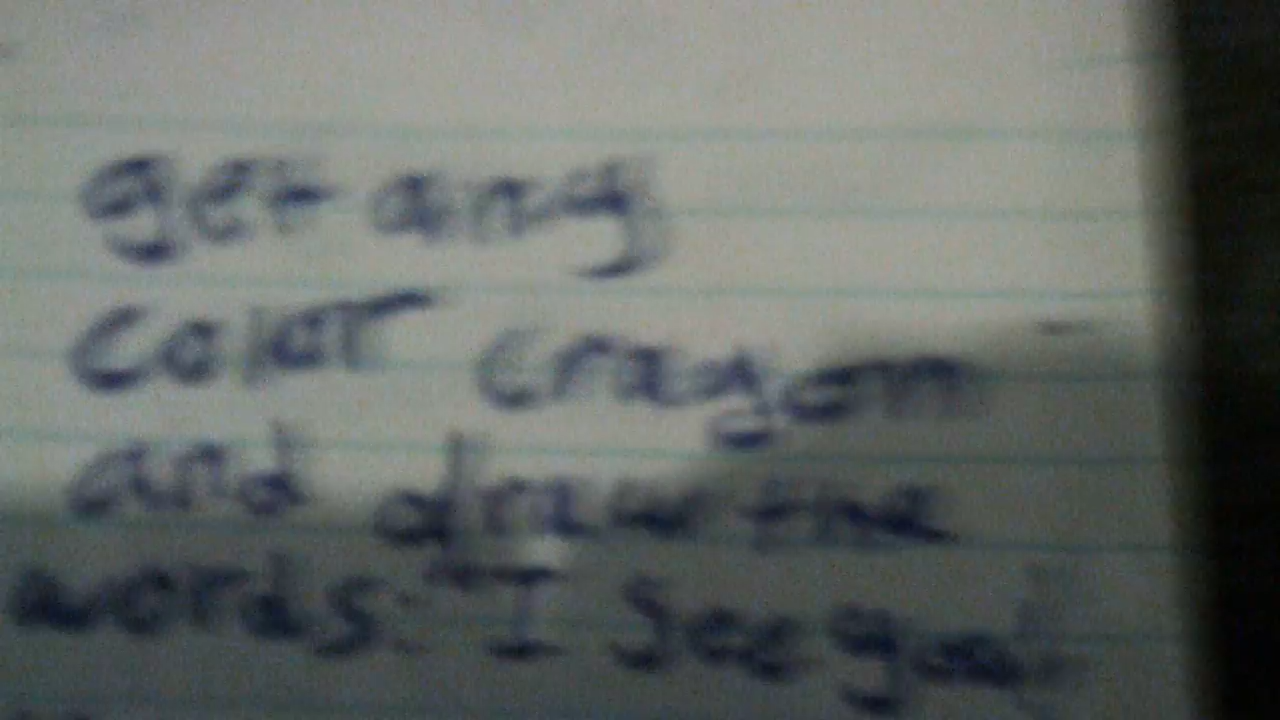 get any
color crayon
and draw the
words: "I see you"